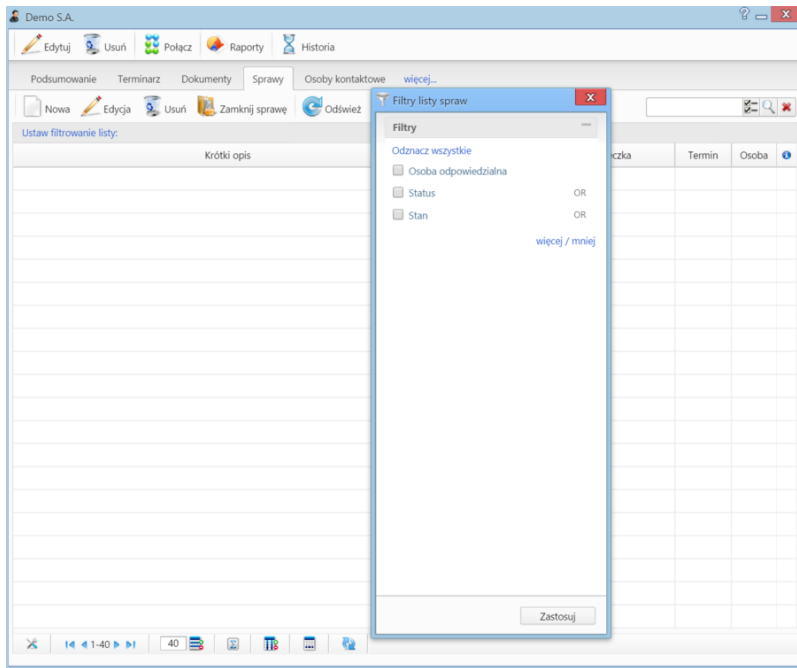 Demo S.A.
Edytuj Usuń Połącz Raporty Historia
Podsumowanie Terminarz Dokumenty Sprawy Osoby kontaktowe więcej...
Nowa Edycja Usuń Zamknij sprawę Odśwież
Ustaw filtrowanie listy:
Krótki opis czka Termin Osoba
Filtry listy spraw
Filtry
Odznacz wszystkie
Osoba odpowiedzialna
Status OR
Stan OR
więcej / mniej
Zastosuj
1-40 40